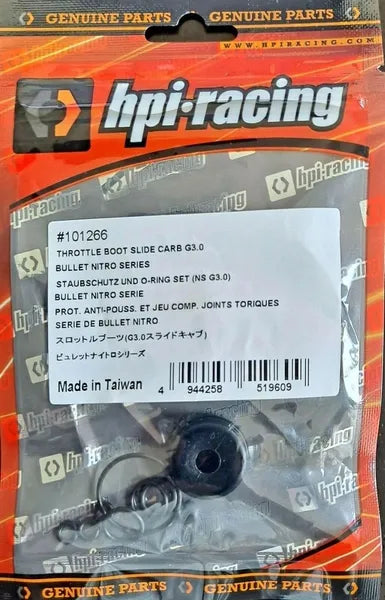 GENUINE PARTS GENUINE PARTS
WWW.HPIRACING.COM
hpi·racing
hpi-racing
#101266
THROTTLE BOOT SLIDE CARB G3.0
BULLET NITRO SERIES
STAUBSCHUTZ UND O-RING SET (NS G3.0)
BULLET NITRO SERIE
PROT. ANTI-POUSS. ET JEU COMP. JOINTS TORIQUES
SERIE DE BULLET NITRO
スロットルブーツ(G3.0スライドキャブ)
ビュレットナイトロシリーズ
Made in Taiwan
4 944258 519609
hpi-racing
GENUINE PARTS GENUINE PARTS